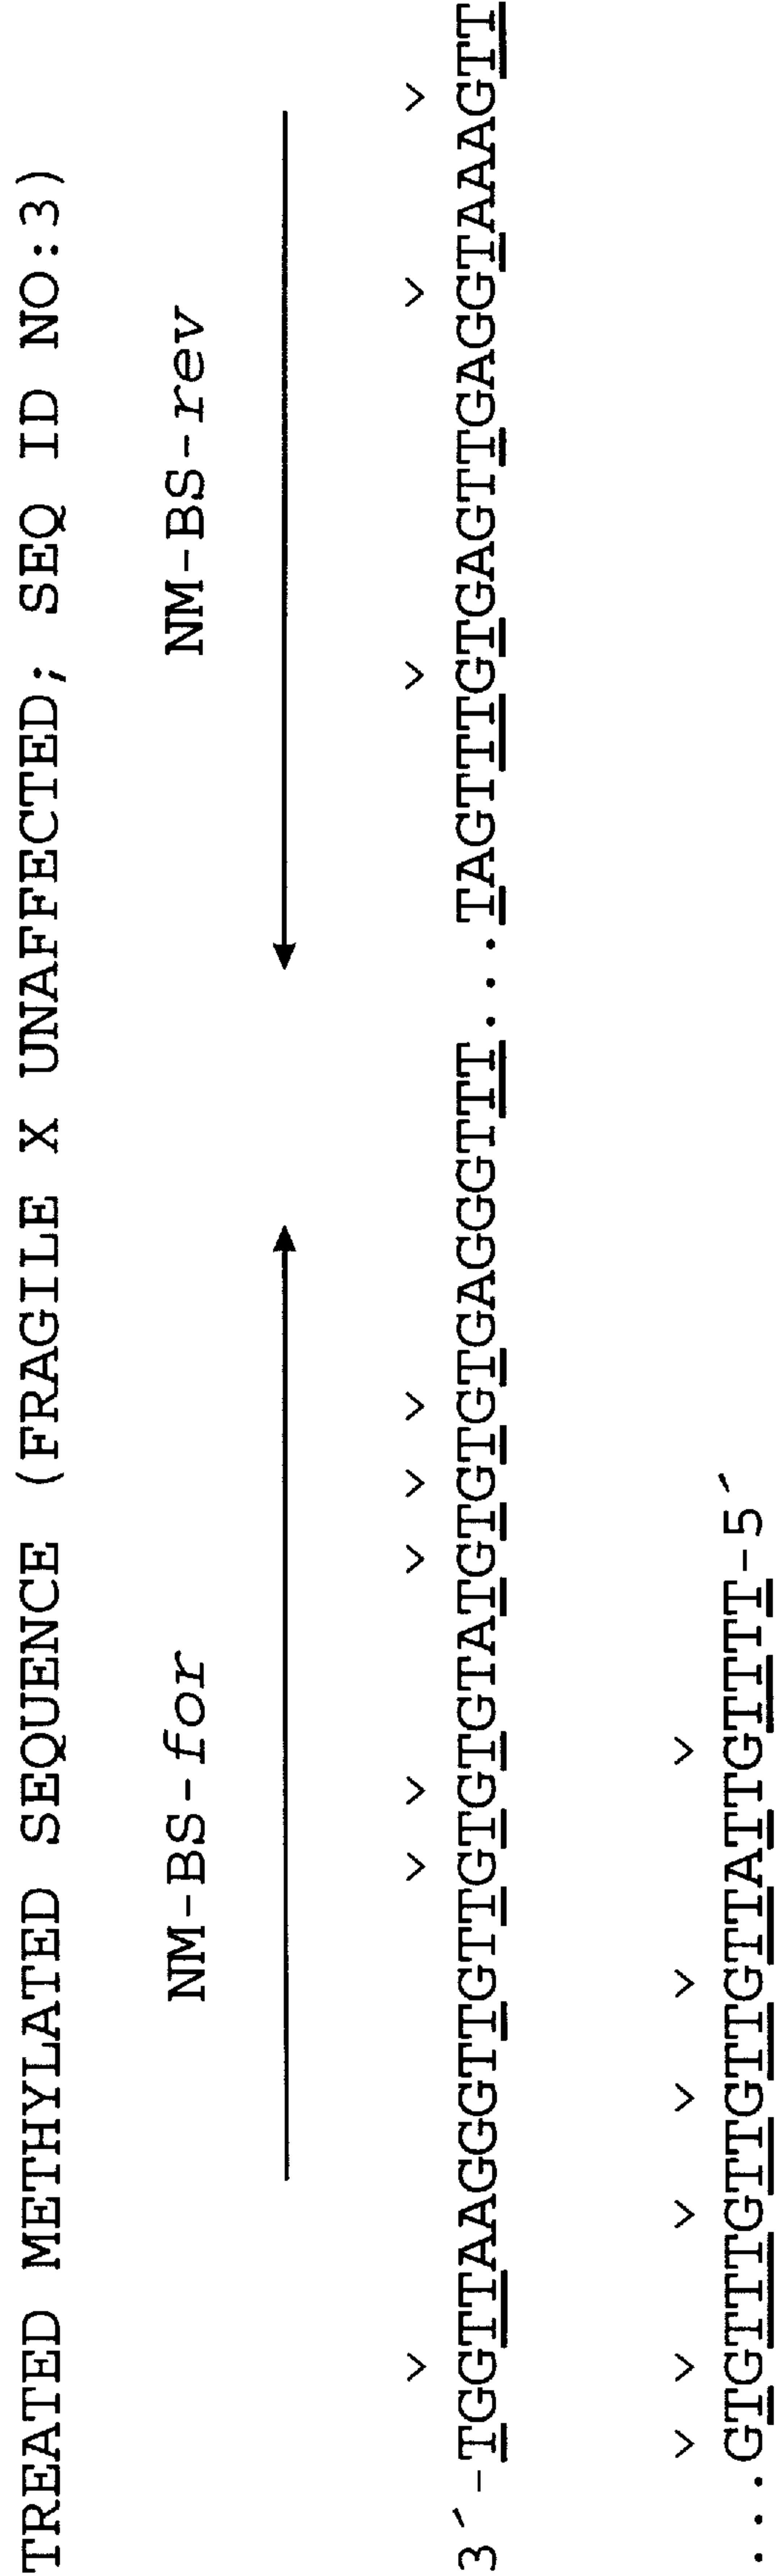 TREATED METHYLATED SEQUENCE (FRAGILE X UNAFFECTED; SEQ ID NO:3)
NM-BS-for NM-BS-rev
3´-TGGTTAAGGGTTGTTGTGTGTATGTGTGTGAGGGTTT...TAGTTTGTGAGTTGAGGTAAAGTT
...GTGTTTGTTGTTGTTATTGTTTT-5´